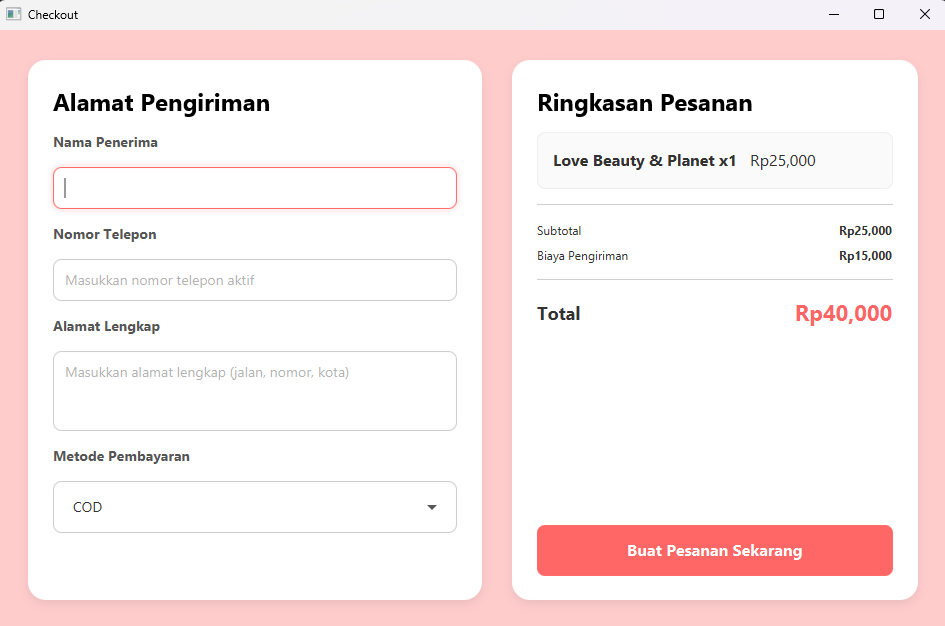 Checkout
Alamat Pengiriman
Nama Penerima
Nomor Telepon
Masukkan nomor telepon aktif
Alamat Lengkap
Masukkan alamat lengkap (jalan, nomor, kota)
Metode Pembayaran
COD
Ringkasan Pesanan
Love Beauty & Planet x1 Rp25,000
Subtotal Rp25,000
Biaya Pengiriman Rp15,000
Total Rp40,000
Buat Pesanan Sekarang